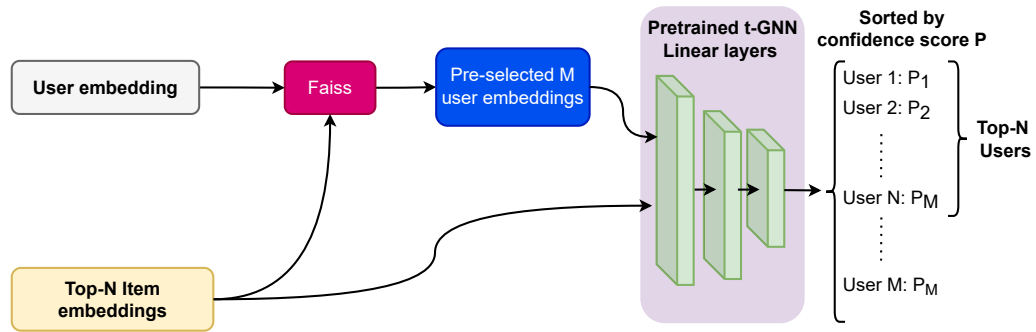 Pretrained t-GNN
Linear layers
Sorted by
confidence score P
User embedding
Faiss
Pre-selected M
user embeddings
User 1: P1
User 2: P2
User N: PM
User M: PM
Top-N
Users
Top-N Item
embeddings